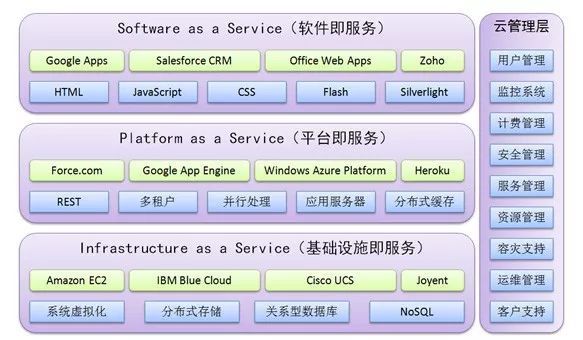 Software as a Service（软件即服务）
Google Apps Salesforce CRM Office Web Apps Zoho
HTML JavaScript CSS Flash Silverlight
Platform as a Service（平台即服务）
Force.com Google App Engine Windows Azure Platform Heroku
REST 多租户 并行处理 应用服务器 分布式缓存
Infrastructure as a Service（基础设施即服务）
Amazon EC2 IBM Blue Cloud Cisco UCS Joyent
系统虚拟化 分布式存储 关系型数据库 NoSQL
云管理层
用户管理
监控系统
计费管理
安全管理
服务管理
资源管理
容灾支持
运维管理
客户支持